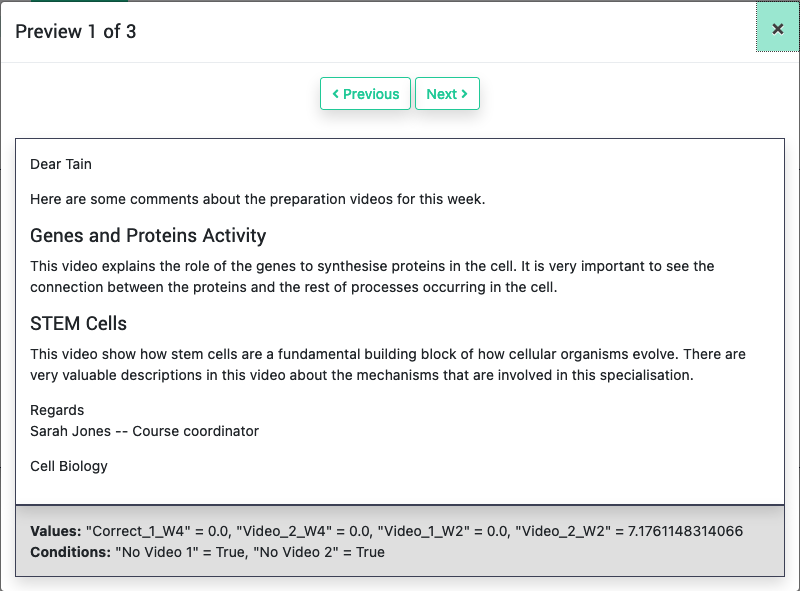 Preview 1 of 3
×
Previous
Next
Dear Tain
Here are some comments about the preparation videos for this week.
Genes and Proteins Activity
This video explains the role of the genes to synthesise proteins in the cell. It is very important to see the
connection between the proteins and the rest of processes occurring in the cell.
STEM Cells
This video show how stem cells are a fundamental building block of how cellular organisms evolve. There are
very valuable descriptions in this video about the mechanisms that are involved in this specialisation.
Regards
Sarah Jones -- Course coordinator
Cell Biology
Values: "Correct_1_W4" = 0.0, "Video_2_W4" = 0.0, "Video_1_W2" = 0.0, "Video_2_W2" = 7.1761148314066
Conditions: "No Video 1" = True, "No Video 2" = True